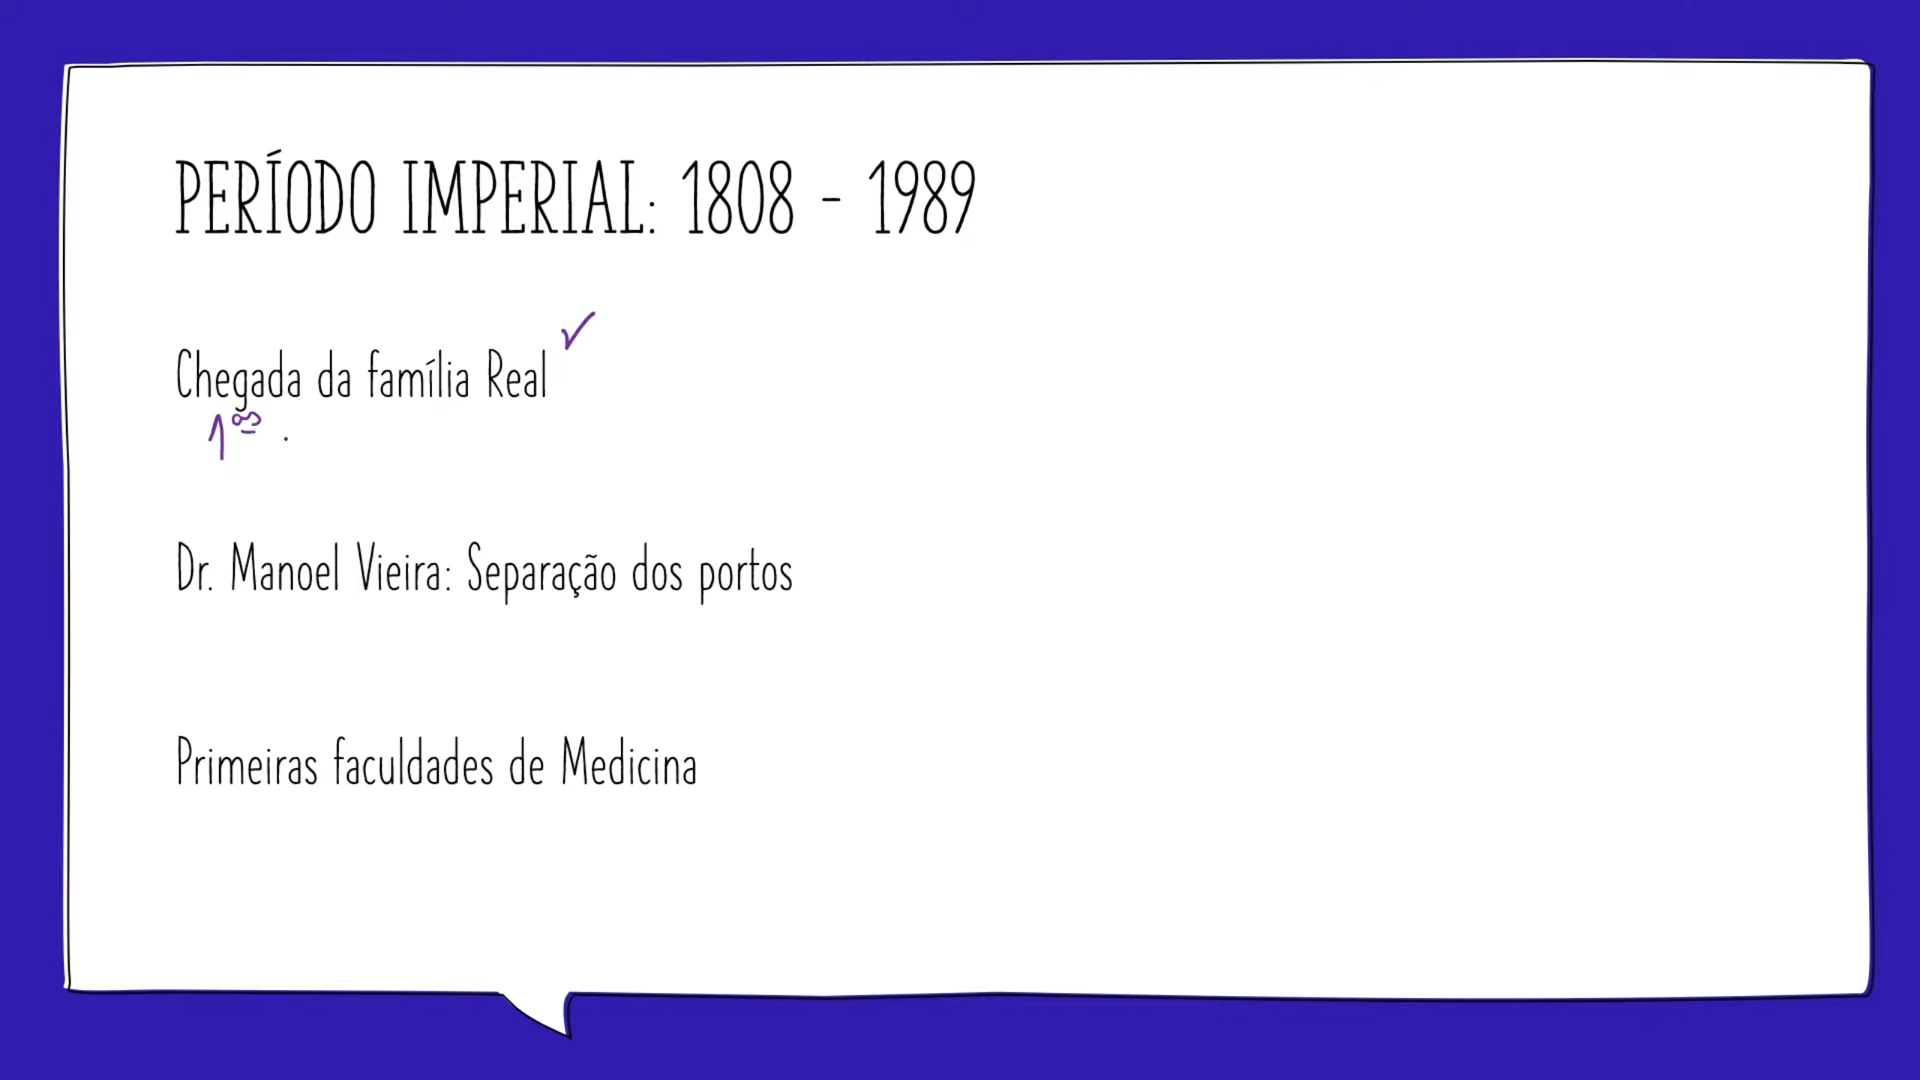 PERÍODO IMPERIAL: 1808 - 1989
Chegada da família Real
1ᵒˢ
Dr. Manoel Vieira: Separação dos portos
Primeiras faculdades de Medicina